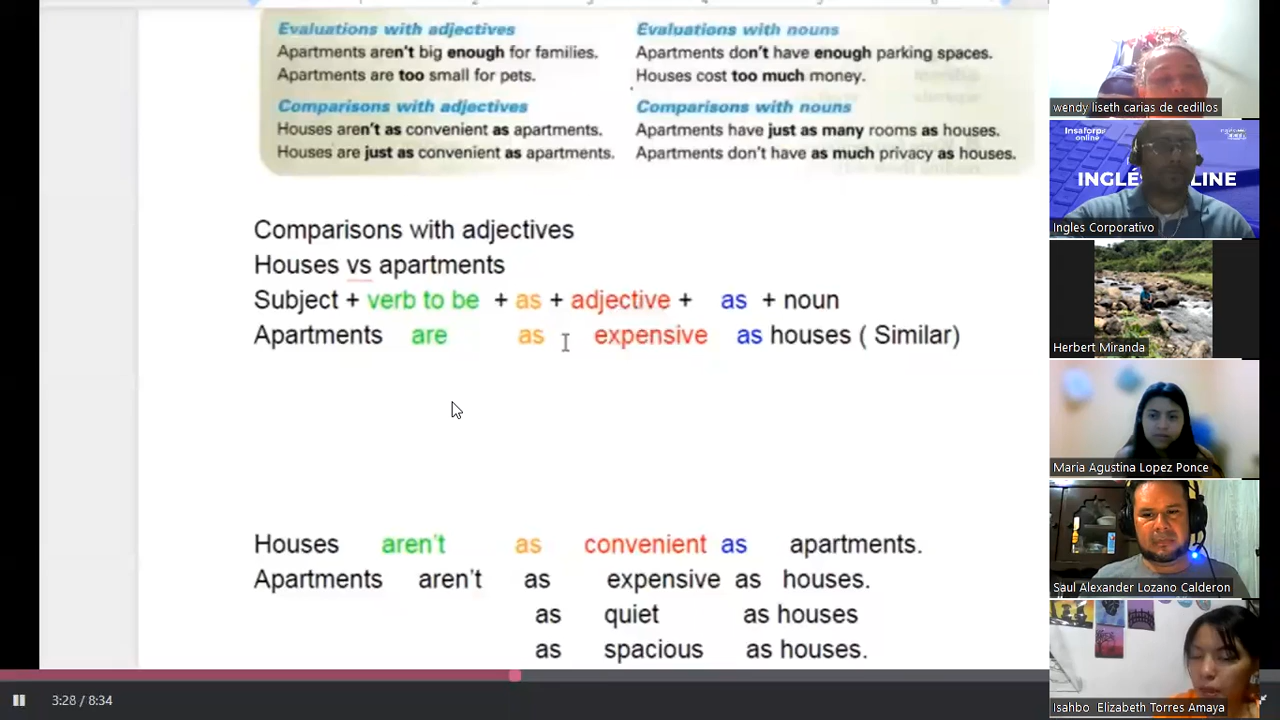 Evaluations with adjectives
Apartments aren't big enough for families.
Apartments are too small for pets.
Comparisons with adjectives
Houses aren't as convenient as apartments.
Houses are just as convenient as apartments.
Evaluations with nouns
Apartments don't have enough parking spaces.
Houses cost too much money.
Comparisons with nouns
Apartments have just as many rooms as houses.
Apartments don't have as much privacy as houses.
Comparisons with adjectives
Houses vs apartments
Subject + verb to be + as + adjective + as + noun
Apartments are as expensive as houses ( Similar)
Houses aren't as convenient as apartments.
Apartments aren't as expensive as houses.
as quiet as houses
as spacious as houses.
3:28 / 8:34
wendy liseth carias de cedillos
Insaforp
online
INGLÉS
LINE
Ingles Corporativo
Herbert Miranda
Maria Agustina Lopez Ponce
Saul Alexander Lozano Calderon
Isahbo Elizabeth Torres Amaya